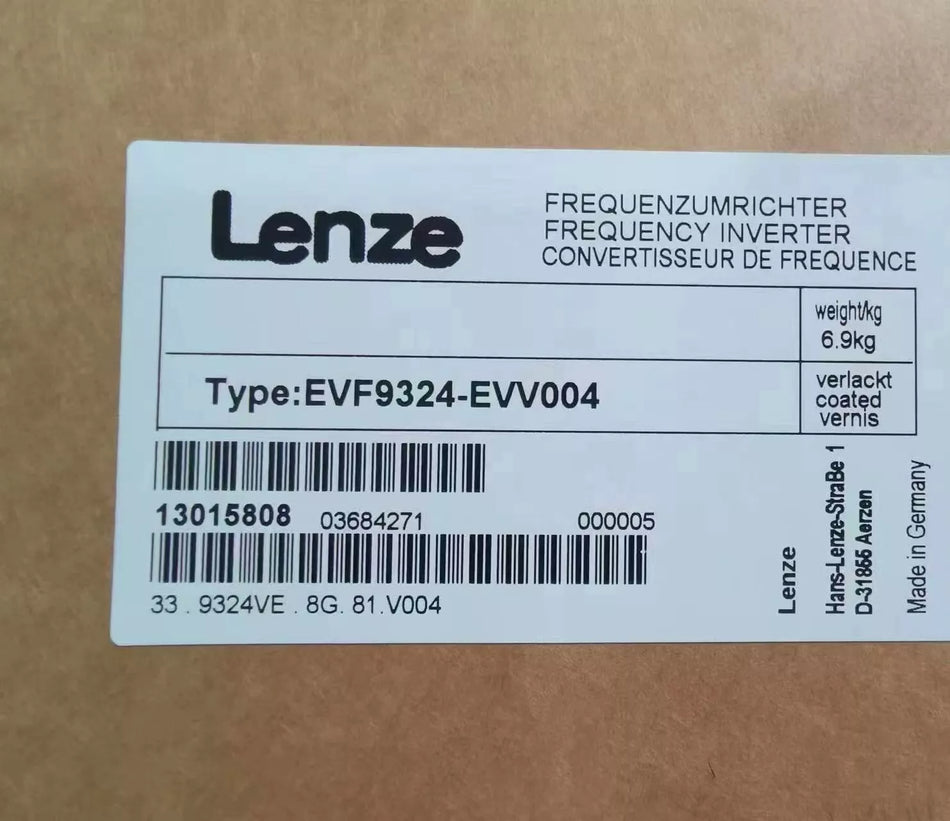 Lenze
FREQUENZUMRICHTER
FREQUENCY INVERTER
CONVERTISSEUR DE FREQUENCE
weight/kg
6.9kg
Type:EVF9324-EVV004
verlackt
coated
vernis
13015808 03684271 000005
33 . 9324VE . 8G. 81.V004
Lenze
Hans-Lenze-StraBe 1
D-31855 Aerzen
Made in Germany